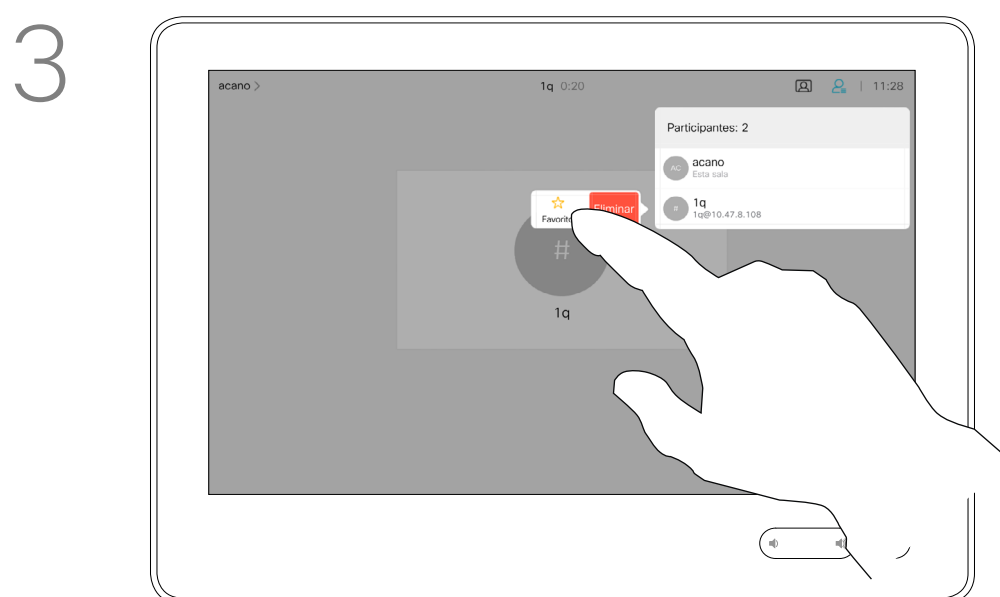 3
acano >
1q 0:20
11:28
Participantes: 2
AC
acano
Esta sala
#
1q
1q@10.47.8.108
Eliminar
#
1q